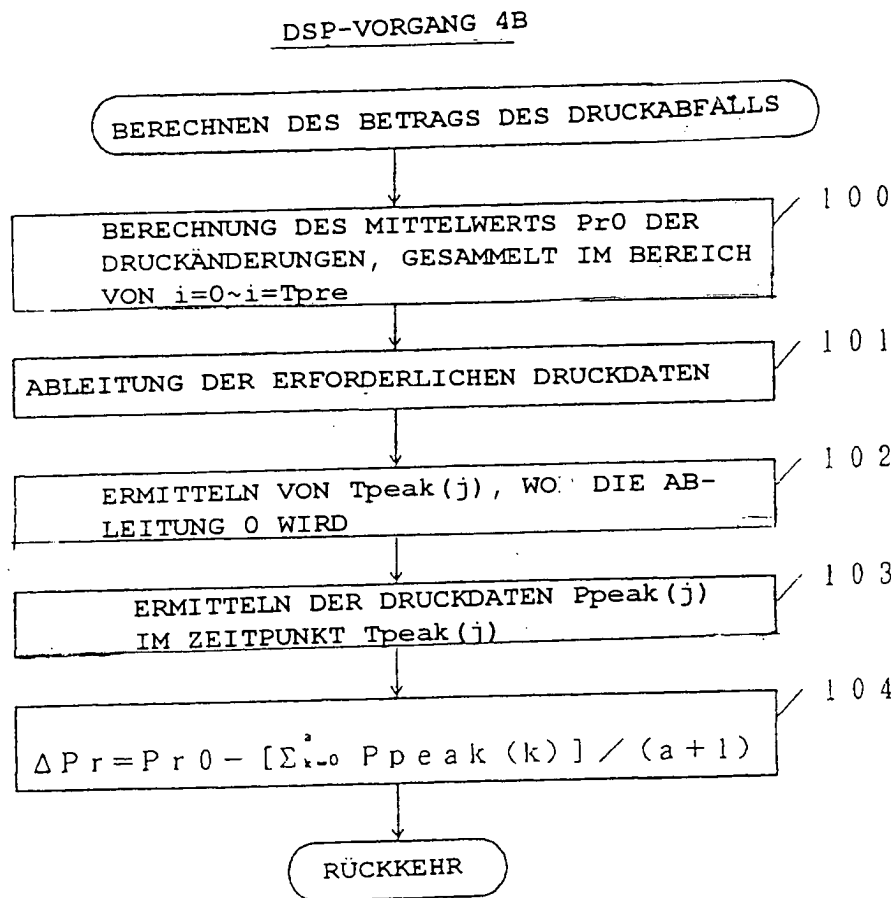 DSP-VORGANG 4B
BERECHNEN DES BETRAGS DES DRUCKABFALLS
100
BERECHNUNG DES MITTELWERTS Pr0 DER
DRUCKÄNDERUNGEN, GESAMMELT IM BEREICH
VON i=0~i=Tpre
101
ABLEITUNG DER ERFORDERLICHEN DRUCKDATEN
102
ERMITTELN VON Tpeak(j), WO DIE AB-
LEITUNG 0 WIRD
103
ERMITTELN DER DRUCKDATEN Ppeak(j)
IM ZEITPUNKT Tpeak(j)
104
ΔPr=Pr0-[Σ^a_k=0 Ppeak(k)]/(a+1)
RÜCKKEHR